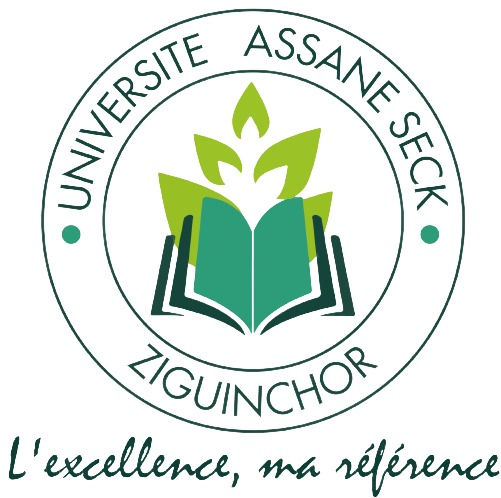 UNIVERSITE ASSANE SECK
ZIGUINCHOR
L'excellence, ma référence